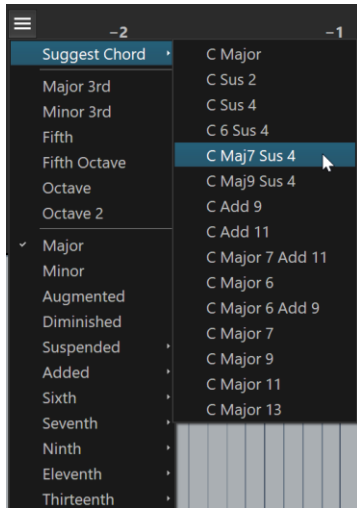 −2
−1
Suggest Chord
Major 3rd
Minor 3rd
Fifth
Fifth Octave
Octave
Octave 2
Major
Minor
Augmented
Diminished
Suspended
Added
Sixth
Seventh
Ninth
Eleventh
Thirteenth
C Major
C Sus 2
C Sus 4
C 6 Sus 4
C Maj7 Sus 4
C Maj9 Sus 4
C Add 9
C Add 11
C Major 7 Add 11
C Major 6
C Major 6 Add 9
C Major 7
C Major 9
C Major 11
C Major 13